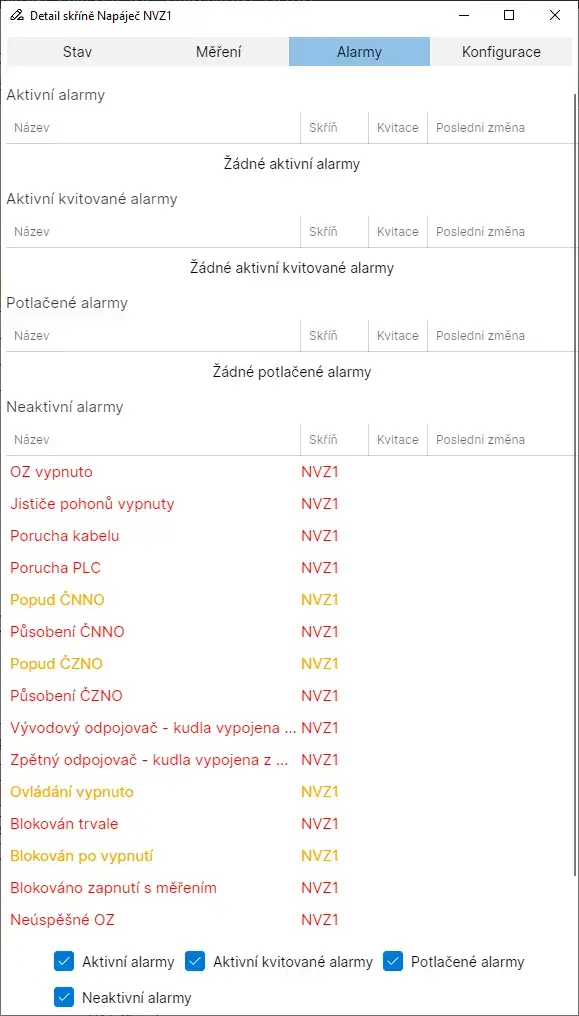 Detail skříně Napáječ NVZ1
Stav Měření Alarmy Konfigurace
Aktivní alarmy
Název Skříň Kvitace Poslední změna
Žádné aktivní alarmy
Aktivní kvitované alarmy
Název Skříň Kvitace Poslední změna
Žádné aktivní kvitované alarmy
Potlačené alarmy
Název Skříň Kvitace Poslední změna
Žádné potlačené alarmy
Neaktivní alarmy
Název Skříň Kvitace Poslední změna
OZ vypnuto NVZ1
Jističe pohonů vypnuty NVZ1
Porucha kabelu NVZ1
Porucha PLC NVZ1
Popud ČNNO NVZ1
Působení ČNNO NVZ1
Popud ČZNO NVZ1
Působení ČZNO NVZ1
Vývodový odpojovač - kudla vypojena ... NVZ1
Zpětný odpojovač - kudla vypojena z ... NVZ1
Ovládání vypnuto NVZ1
Blokován trvale NVZ1
Blokován po vypnutí NVZ1
Blokováno zapnutí s měřením NVZ1
Neúspěšné OZ NVZ1
Aktivní alarmy Aktivní kvitované alarmy Potlačené alarmy
Neaktivní alarmy